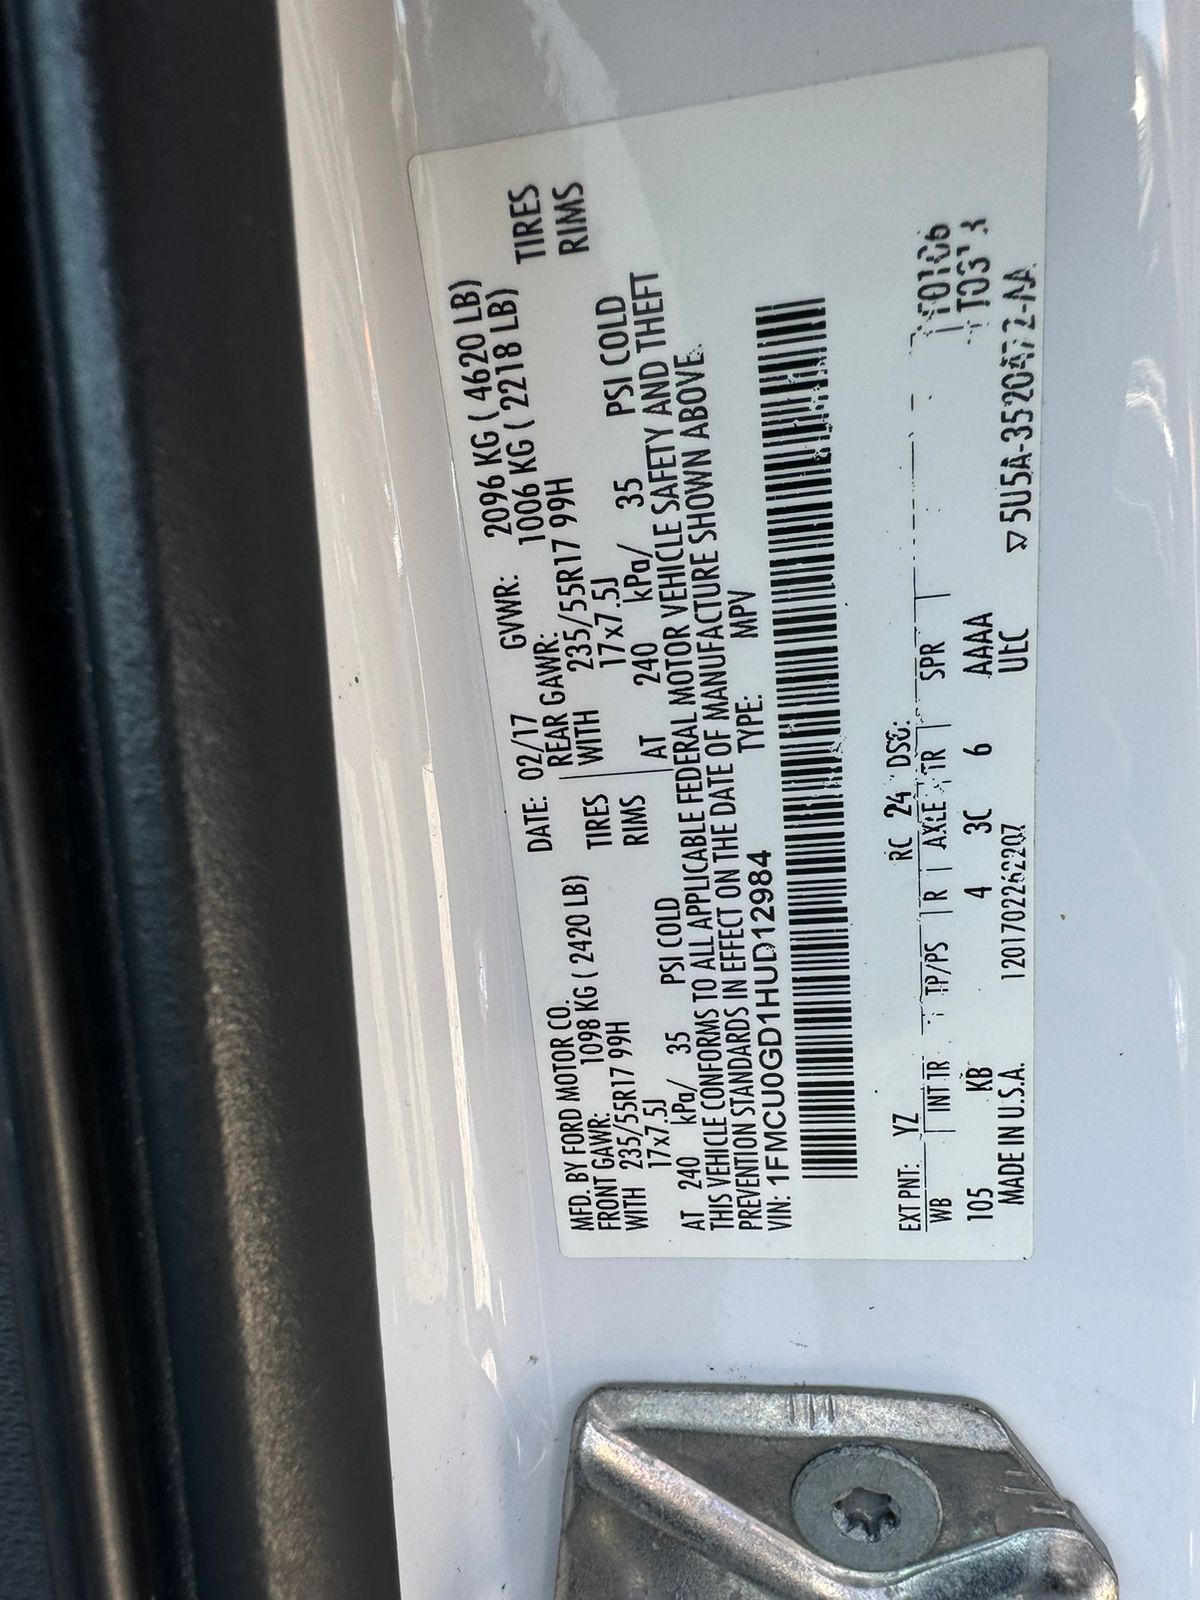 MFD. BY FORD MOTOR CO. DATE: 02/17 GVWR: 2096 KG ( 4620 LB)
FRONT GAWR: 1098 KG ( 2420 LB) REAR GAWR: 1006 KG ( 2218 LB)
WITH 235/55R17 99H TIRES WITH 235/55R17 99H TIRES
17x7.5J RIMS 17x7.5J RIMS
AT 240 kPa/ 35 PSI COLD AT 240 kPa/ 35 PSI COLD
THIS VEHICLE CONFORMS TO ALL APPLICABLE FEDERAL MOTOR VEHICLE SAFETY AND THEFT
PREVENTION STANDARDS IN EFFECT ON THE DATE OF MANUFACTURE SHOWN ABOVE.
VIN: 1FMCU0GD1HUD12984 TYPE: MPV
EXT PNT: YZ RC 24 DSO:
WB INT TR TP/PS R AXLE TR SPR
105 KB 4 3C 6 AAAA
MADE IN U.S.A. UTC
5U5A-3520472-AA